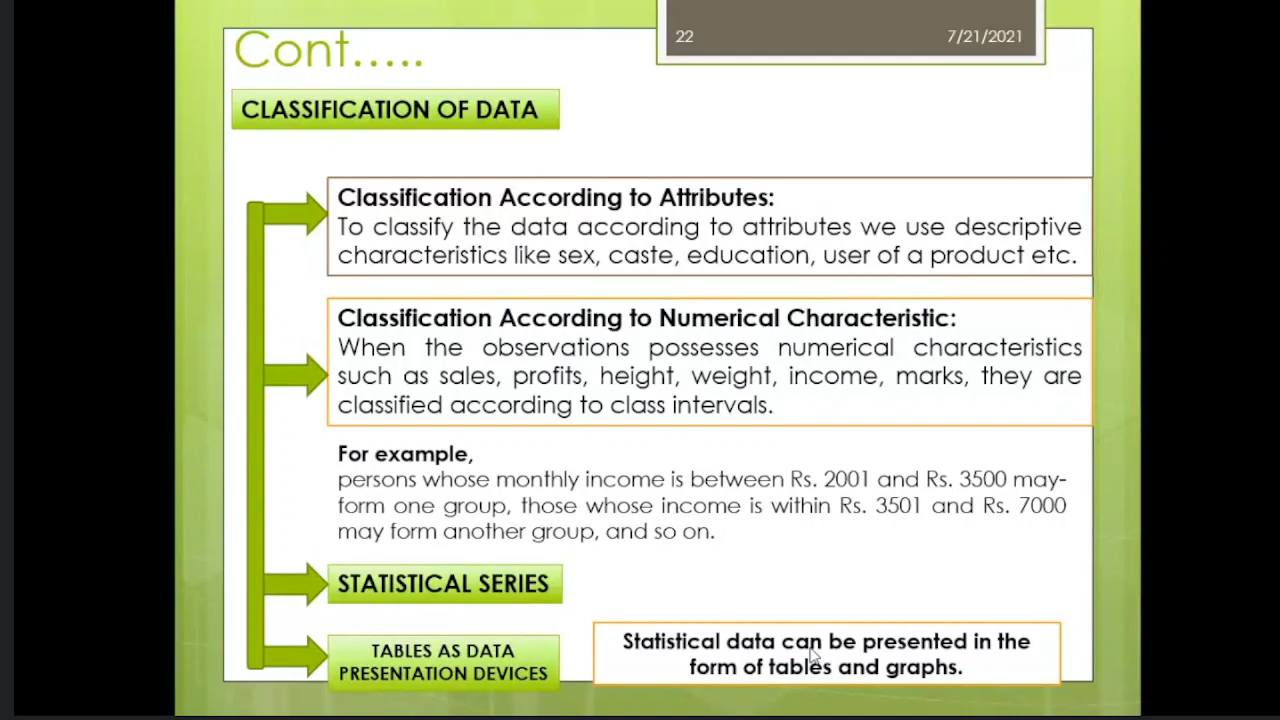 22 7/21/2021
Cont.....
CLASSIFICATION OF DATA
Classification According to Attributes:
To classify the data according to attributes we use descriptive
characteristics like sex, caste, education, user of a product etc.
Classification According to Numerical Characteristic:
When the observations possesses numerical characteristics
such as sales, profits, height, weight, income, marks, they are
classified according to class intervals.
For example,
persons whose monthly income is between Rs. 2001 and Rs. 3500 may-
form one group, those whose income is within Rs. 3501 and Rs. 7000
may form another group, and so on.
STATISTICAL SERIES
TABLES AS DATA
PRESENTATION DEVICES
Statistical data can be presented in the
form of tables and graphs.